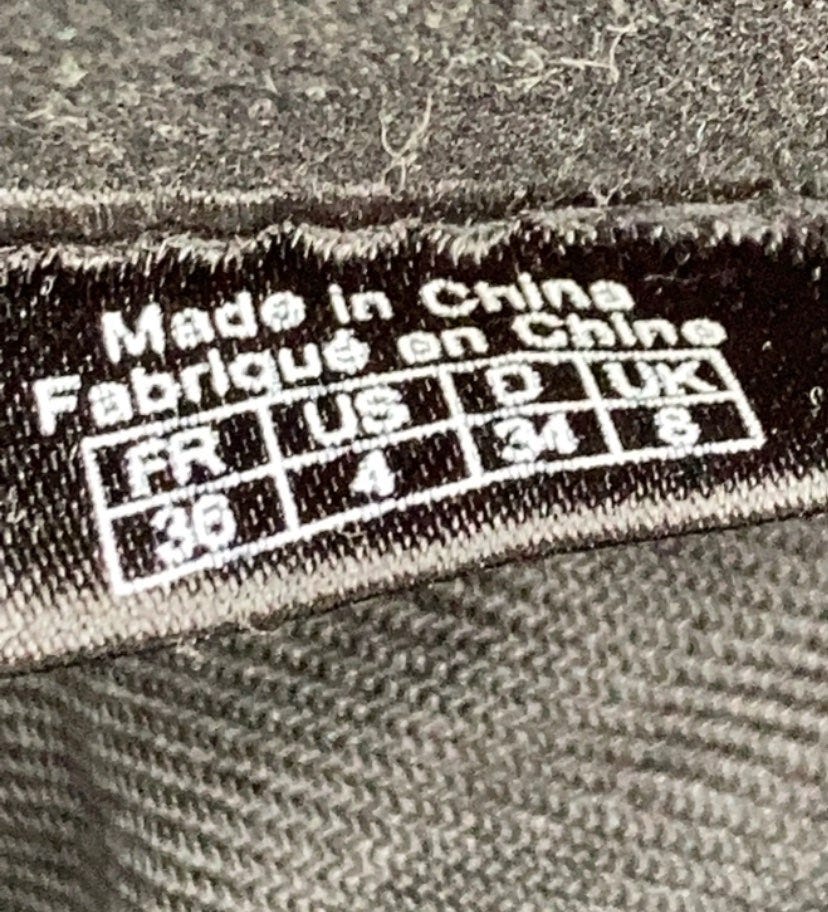 Made in China
Fabriqué en Chine
FR US D UK
36 4 34 8